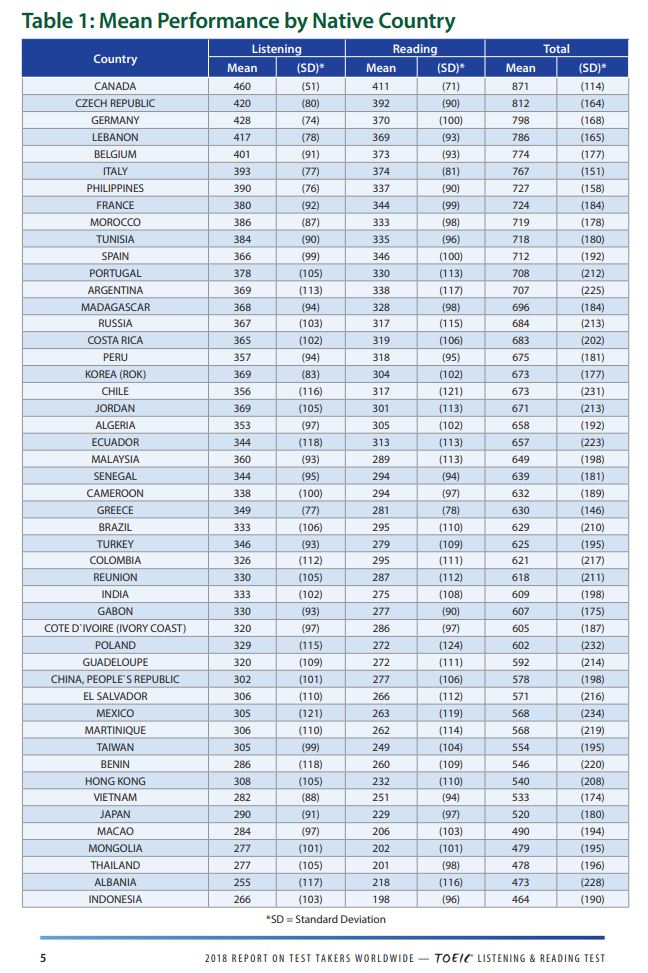 Table 1: Mean Performance by Native Country
Country Listening Reading Total
Mean (SD)* Mean (SD)* Mean (SD)*
CANADA 460 (51) 411 (71) 871 (114)
CZECH REPUBLIC 420 (80) 392 (90) 812 (164)
GERMANY 428 (74) 370 (100) 798 (168)
LEBANON 417 (78) 369 (93) 786 (165)
BELGIUM 401 (91) 373 (93) 774 (177)
ITALY 393 (77) 374 (81) 767 (151)
PHILIPPINES 390 (76) 337 (90) 727 (158)
FRANCE 380 (92) 344 (99) 724 (184)
MOROCCO 386 (87) 333 (98) 719 (178)
TUNISIA 384 (90) 335 (96) 718 (180)
SPAIN 366 (99) 346 (100) 712 (192)
PORTUGAL 378 (105) 330 (113) 708 (212)
ARGENTINA 369 (113) 338 (117) 707 (225)
MADAGASCAR 368 (94) 328 (98) 696 (184)
RUSSIA 367 (103) 317 (115) 684 (213)
COSTA RICA 365 (102) 319 (106) 683 (202)
PERU 357 (94) 318 (95) 675 (181)
KOREA (ROK) 369 (83) 304 (102) 673 (177)
CHILE 356 (116) 317 (121) 673 (231)
JORDAN 369 (105) 301 (113) 671 (213)
ALGERIA 353 (97) 305 (102) 658 (192)
ECUADOR 344 (118) 313 (113) 657 (223)
MALAYSIA 360 (93) 289 (113) 649 (198)
SENEGAL 344 (95) 294 (94) 639 (181)
CAMEROON 338 (100) 294 (97) 632 (189)
GREECE 349 (77) 281 (78) 630 (146)
BRAZIL 333 (106) 295 (110) 629 (210)
TURKEY 346 (93) 279 (109) 625 (195)
COLOMBIA 326 (112) 295 (111) 621 (217)
REUNION 330 (105) 287 (112) 618 (211)
INDIA 333 (102) 275 (108) 609 (198)
GABON 330 (93) 277 (90) 607 (175)
COTE D`IVOIRE (IVORY COAST) 320 (97) 286 (97) 605 (187)
POLAND 329 (115) 272 (124) 602 (232)
GUADELOUPE 320 (109) 272 (111) 592 (214)
CHINA, PEOPLE`S REPUBLIC 302 (101) 277 (106) 578 (198)
EL SALVADOR 306 (110) 266 (112) 571 (216)
MEXICO 305 (121) 263 (119) 568 (234)
MARTINIQUE 306 (110) 262 (114) 568 (219)
TAIWAN 305 (99) 249 (104) 554 (195)
BENIN 286 (118) 260 (109) 546 (220)
HONG KONG 308 (105) 232 (110) 540 (208)
VIETNAM 282 (88) 251 (94) 533 (174)
JAPAN 290 (91) 229 (97) 520 (180)
MACAO 284 (97) 206 (103) 490 (194)
MONGOLIA 277 (101) 202 (101) 479 (195)
THAILAND 277 (105) 201 (98) 478 (196)
ALBANIA 255 (117) 218 (116) 473 (228)
INDONESIA 266 (103) 198 (96) 464 (190)
*SD = Standard Deviation
5 2018 REPORT ON TEST TAKERS WORLDWIDE — TOEIC® LISTENING & READING TEST